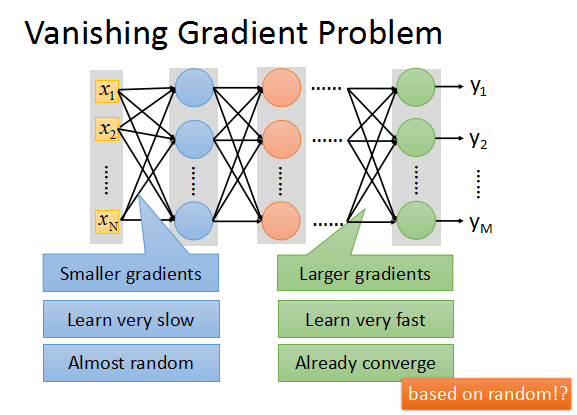 Vanishing Gradient Problem
x1
x2
xN
......
......
y1
y2
yM
Smaller gradients
Learn very slow
Almost random
Larger gradients
Learn very fast
Already converge
based on random!?